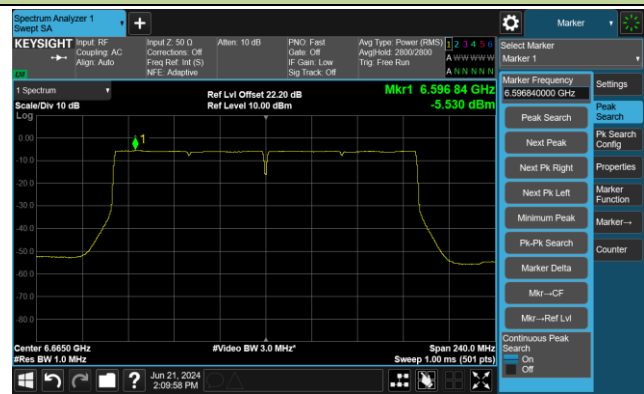 Spectrum Analyzer 1
Swept SA
Marker
KEYSIGHT
Input: RF
Coupling: AC
Align: Auto
Input Z: 50 Ω
Corrections: Off
Freq Ref: Int (S)
NFE: Adaptive
Atten: 10 dB
PNO: Fast
Gate: Off
IF Gain: Low
Sig Track: Off
Avg Type: Power (RMS)
Avg|Hold: 2800/2800
Trig: Free Run
1 2 3 4 5 6
A W W W W W
A N N N N N
LXI
Select Marker
Marker 1
1 Spectrum
Scale/Div 10 dB
Log
Ref Lvl Offset 22.20 dB
Ref Level 10.00 dBm
Mkr1 6.596 84 GHz
-5.530 dBm
0.00
-10.0
-20.0
-30.0
-40.0
-50.0
-60.0
-70.0
-80.0
1
Center 6.6650 GHz
#Res BW 1.0 MHz
#Video BW 3.0 MHz*
Span 240.0 MHz
Sweep 1.00 ms (501 pts)
Marker Frequency
6.596840000 GHz
Peak Search
Next Peak
Next Pk Right
Next Pk Left
Minimum Peak
Pk-Pk Search
Marker Delta
Mkr→CF
Mkr→Ref Lvl
Continuous Peak
Search
On
Off
Settings
Peak
Search
Pk Search
Config
Properties
Marker
Function
Marker→
Counter
?
Jun 21, 2024
2:09:58 PM